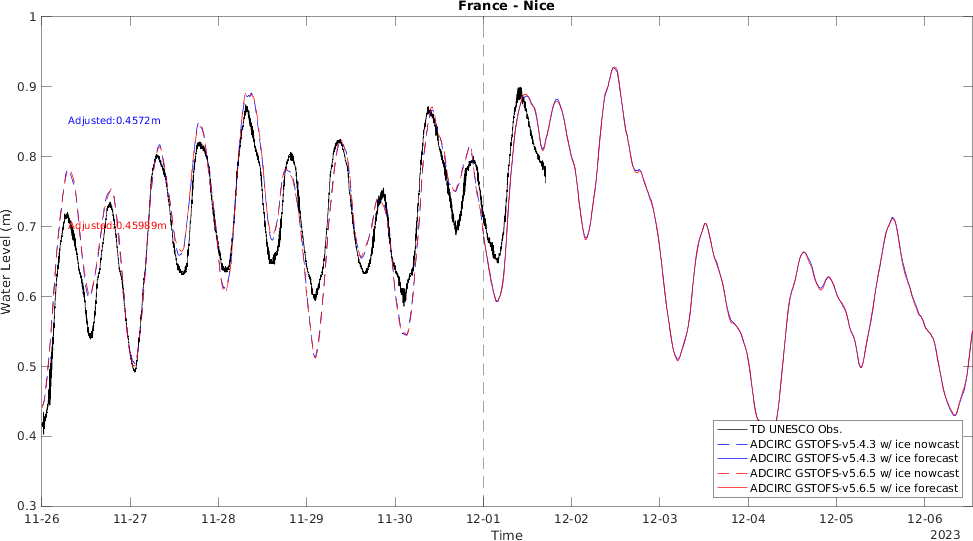 France - Nice
1
0.9
0.8
0.7
0.6
0.5
0.4
0.3
Water Level (m)
Adjusted:0.4572m
Adjusted:0.45989m
TD UNESCO Obs.
ADCIRC GSTOFS-v5.4.3 w/ ice nowcast
ADCIRC GSTOFS-v5.4.3 w/ ice forecast
ADCIRC GSTOFS-v5.6.5 w/ ice nowcast
ADCIRC GSTOFS-v5.6.5 w/ ice forecast
11-26 11-27 11-28 11-29 11-30 12-01 12-02 12-03 12-04 12-05 12-06
Time
2023